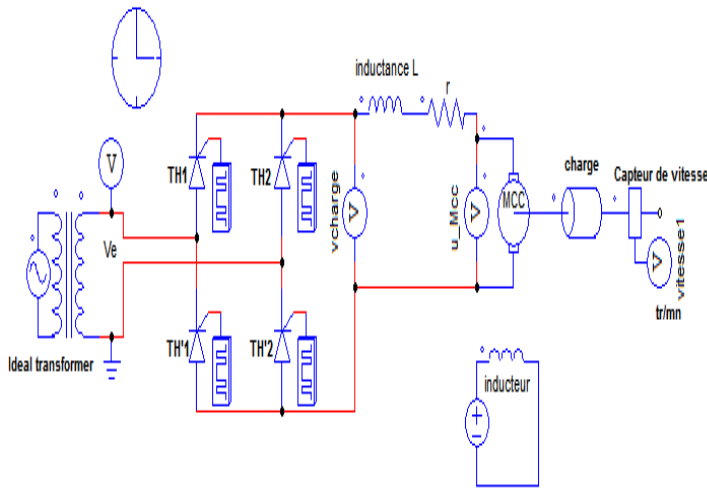 inductance L
r
V
TH1
TH2
vcharge
V
u_Mcc
V
MCC
charge
Capteur de vitesse
V
vitesse1
tr/mn
Ve
Ideal transformer
TH'1
TH'2
inducteur